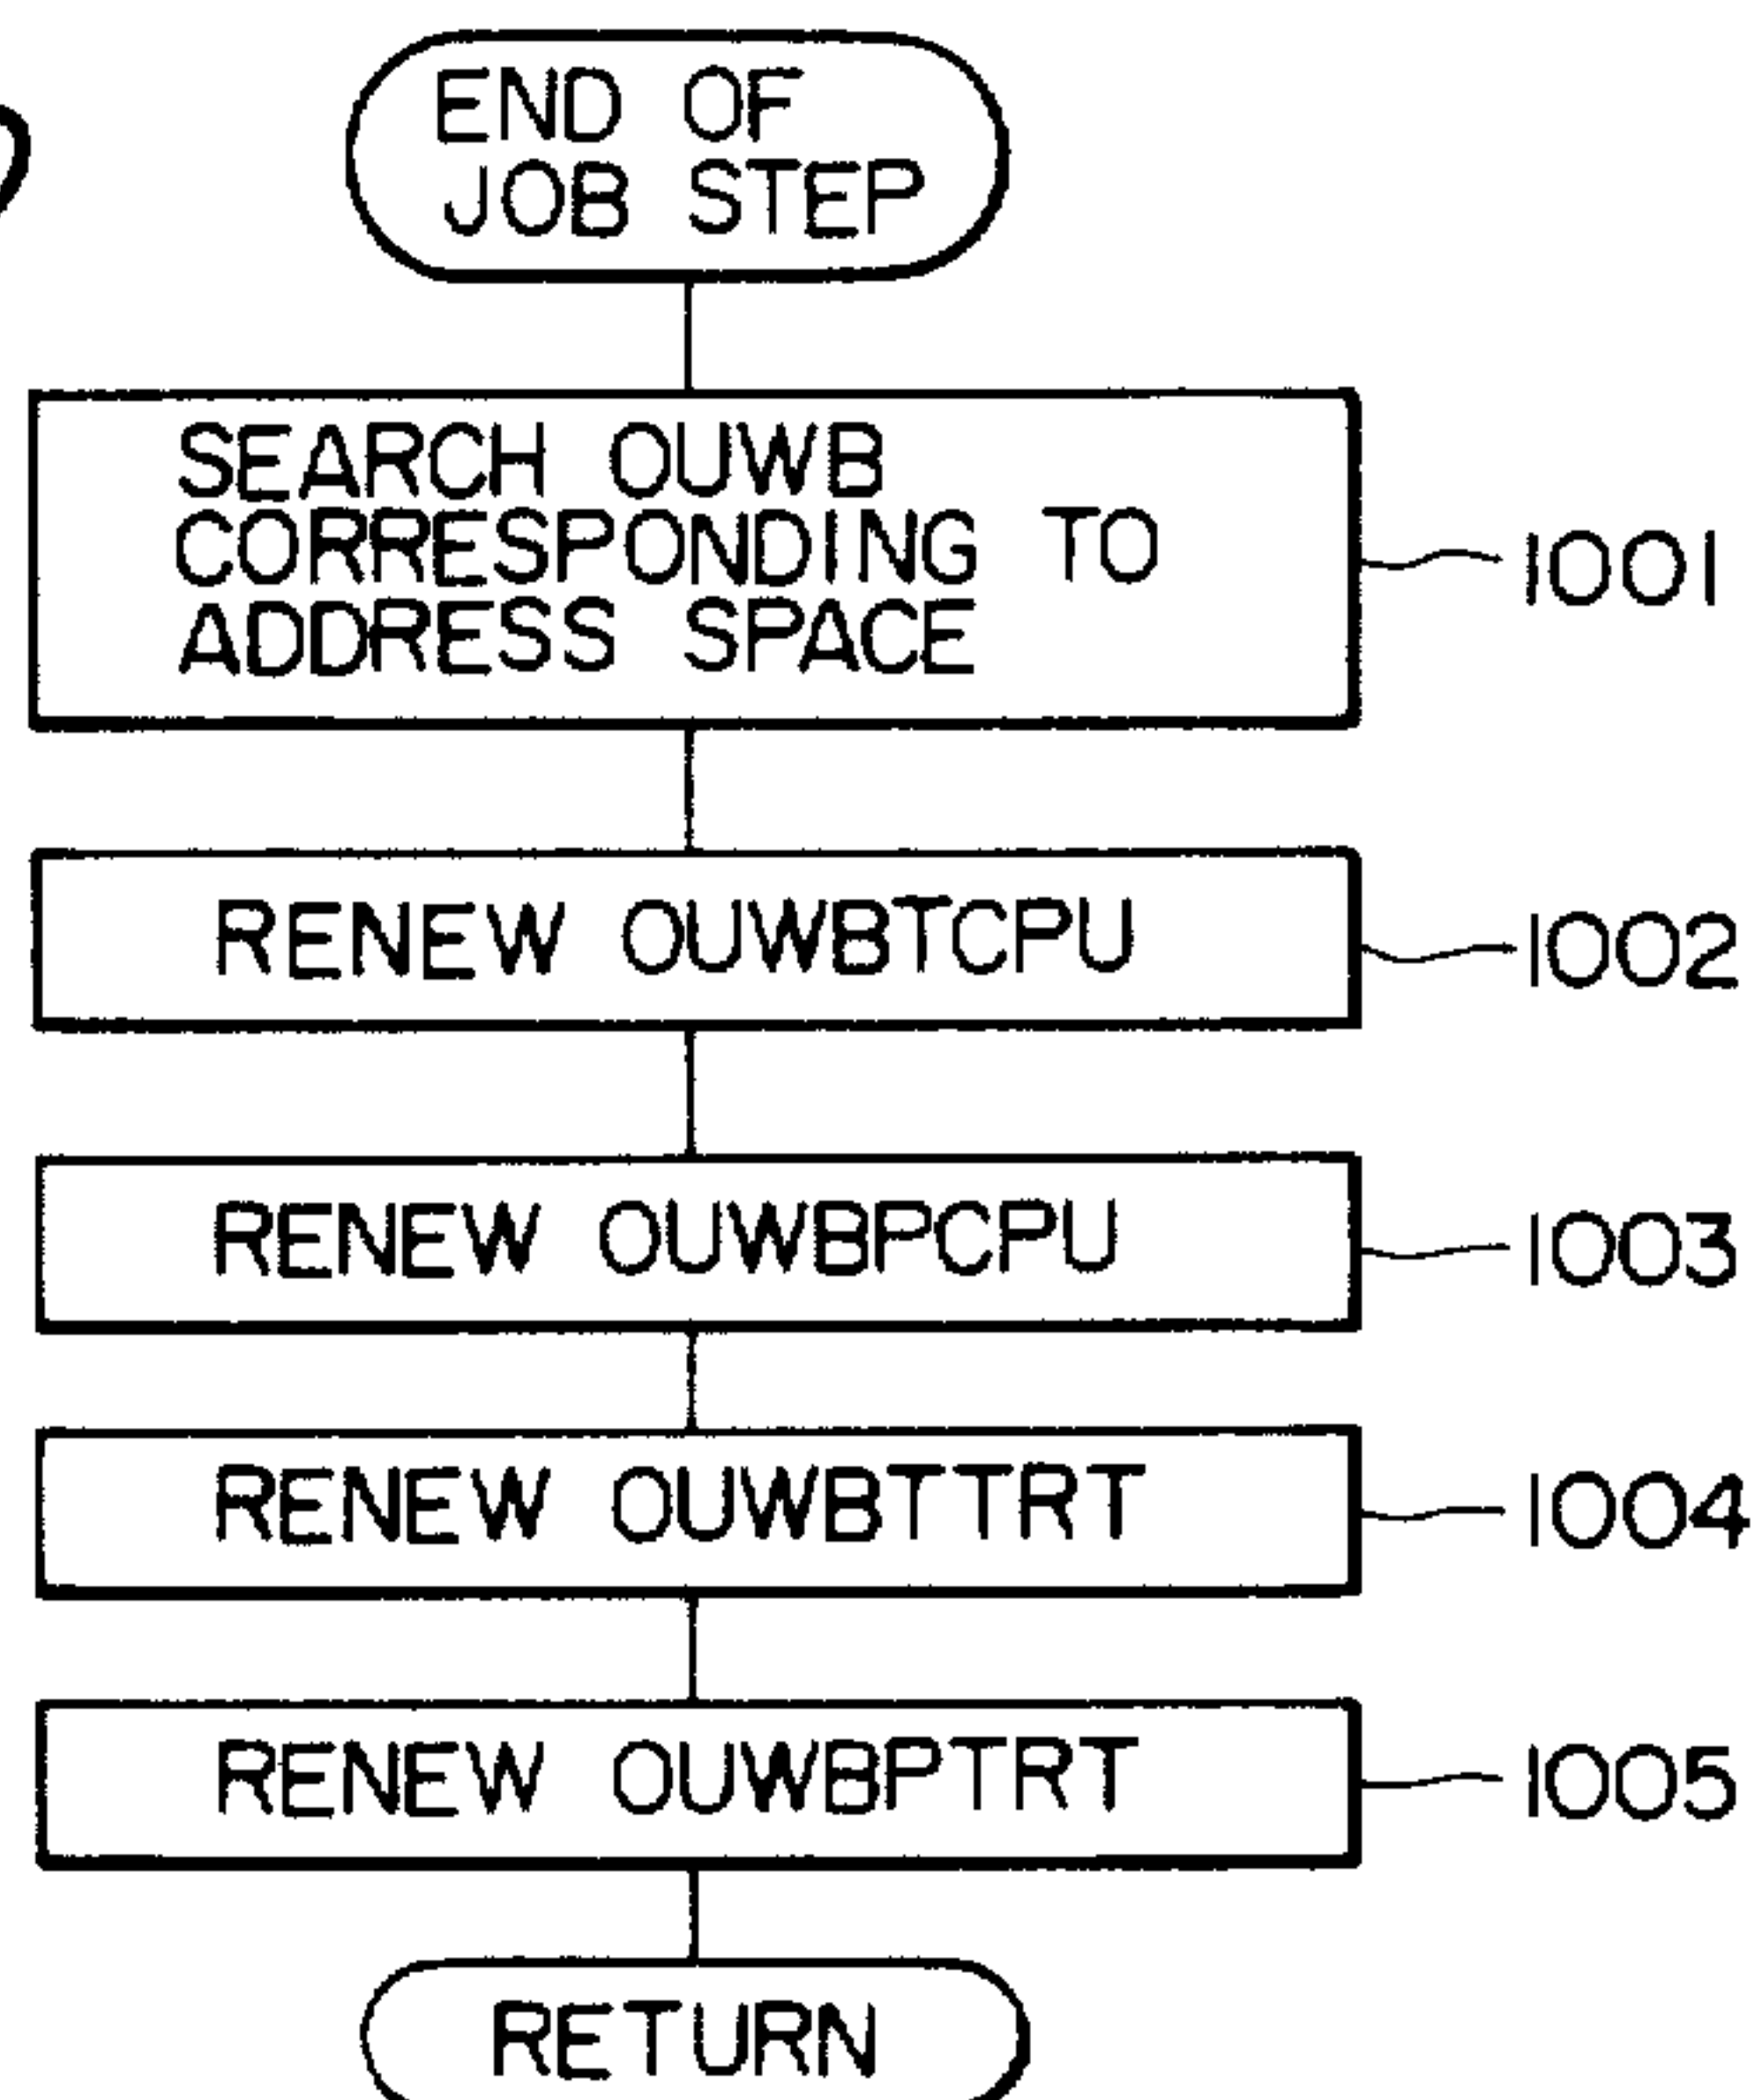 END OF
JOB STEP
SEARCH OUWB
CORRESPONDING TO
ADDRESS SPACE
1001
RENEW OUWBTCPU
1002
RENEW OUWBPCPU
1003
RENEW OUWBTTRT
1004
RENEW OUWBPTRT
1005
RETURN